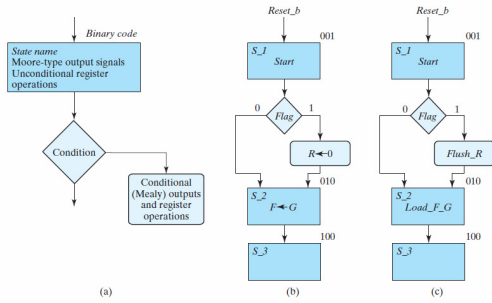 Binary code
State name
Moore-type output signals
Unconditional register
operations
Condition
Conditional
(Mealy) outputs
and register
operations
(a)
Reset_b
001
S_1
Start
0
Flag
1
R←0
010
S_2
F←G
100
S_3
(b)
Reset_b
001
S_1
Start
0
Flag
1
Flush_R
010
S_2
Load_F_G
100
S_3
(c)